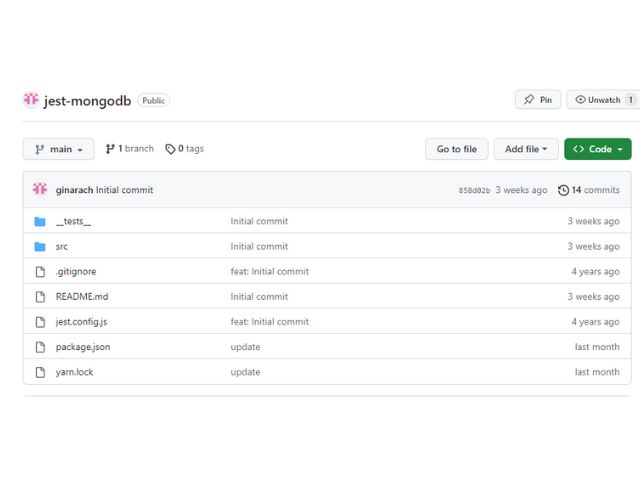 jest-mongodb Public Pin Unwatch 1
main 1 branch 0 tags Go to file Add file Code
ginarach Initial commit 858d02b 3 weeks ago 14 commits
__tests__ Initial commit 3 weeks ago
src Initial commit 3 weeks ago
.gitignore feat: Initial commit 4 years ago
README.md Initial commit 3 weeks ago
jest.config.js feat: Initial commit 4 years ago
package.json update last month
yarn.lock update last month